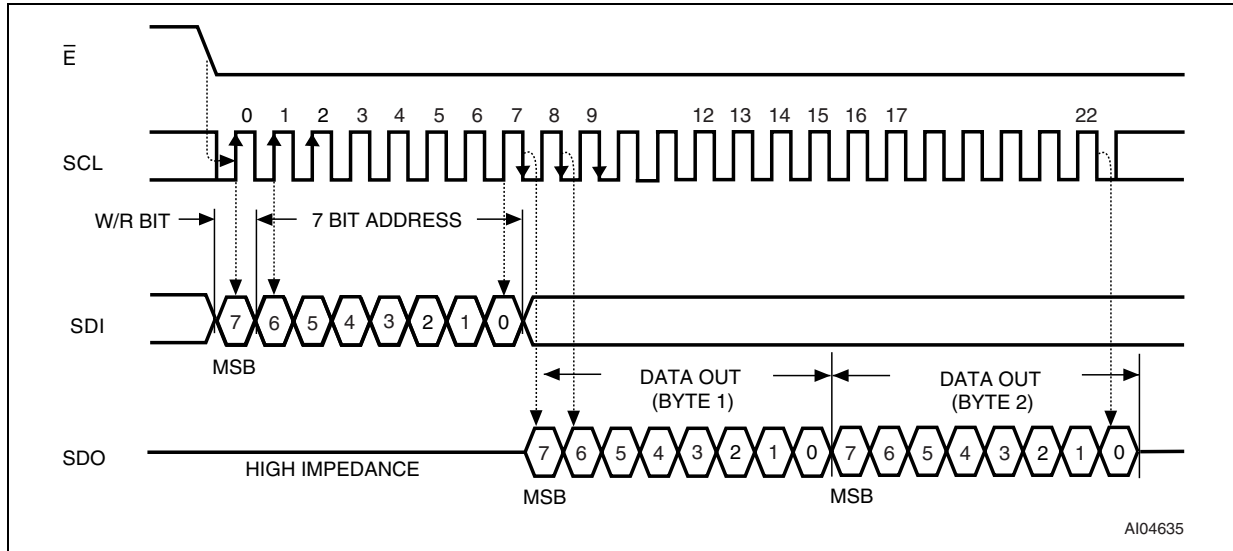 E̅
0 1 2 3 4 5 6 7 8 9 12 13 14 15 16 17 22
SCL
W/R BIT 7 BIT ADDRESS
SDI 7 6 5 4 3 2 1 0
MSB
DATA OUT DATA OUT
(BYTE 1) (BYTE 2)
SDO 7 6 5 4 3 2 1 0 7 6 5 4 3 2 1 0
HIGH IMPEDANCE
MSB MSB
AI04635